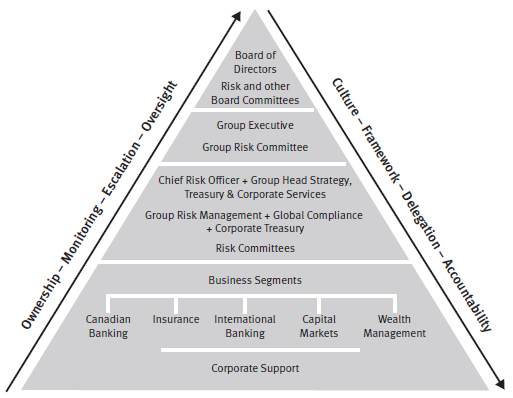 Board of
Directors
Risk and other
Board Committees
Group Executive
Group Risk Committee
Chief Risk Officer + Group Head Strategy,
Treasury & Corporate Services
Group Risk Management + Global Compliance
+ Corporate Treasury
Risk Committees
Business Segments
Canadian
Banking
Insurance
International
Banking
Capital
Markets
Wealth
Management
Corporate Support
Ownership – Monitoring – Escalation – Oversight
Culture – Framework – Delegation – Accountability